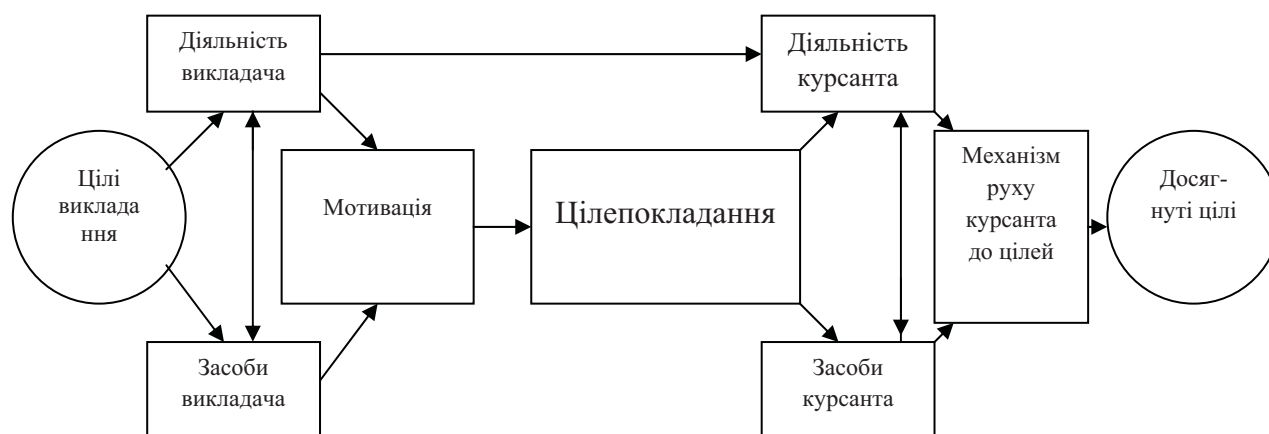 Діяльність
викладача
Діяльність
курсанта
Цілі
виклада
ння
Мотивація
Цілепокладання
Механізм
руху
курсанта
до цілей
Досяг-
нуті цілі
Засоби
викладача
Засоби
курсанта